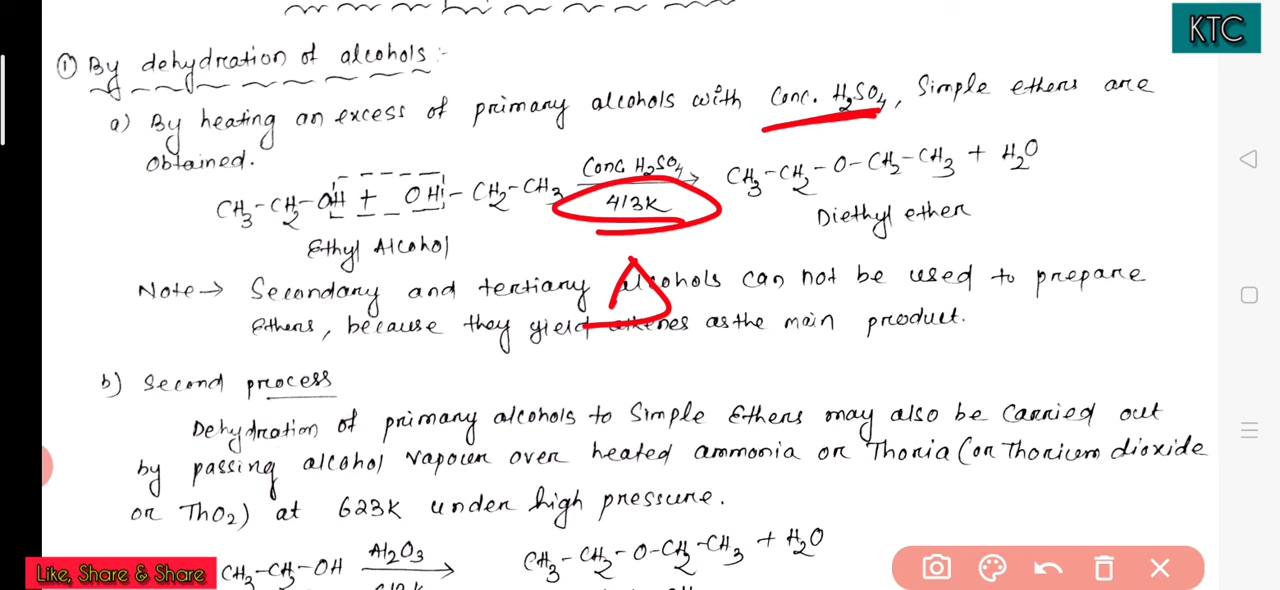 KTC
① By dehydration of alcohols :-
a) By heating an excess of primary alcohols with Conc. H₂SO₄, Simple ethers are
obtained.
CH₃-CH₂-OH + OH-CH₂-CH₃ Conc H₂SO₄ 413K → CH₃-CH₂-O-CH₂-CH₃ + H₂O
Ethyl Alcohol Diethyl ether
Note → Secondary and tertiary alcohols can not be used to prepare
Ethers, because they yield alkenes as the main product.
b) Second process
Dehydration of primary alcohols to Simple Ethers may also be Carried out
by passing alcohol vapour over heated ammonia or Thoria (or Thorium dioxide
or ThO₂) at 623K under high pressure.
CH₃-CH₂-OH Al₂O₃ → CH₃-CH₂-O-CH₂-CH₃ + H₂O
Like, Share & Share